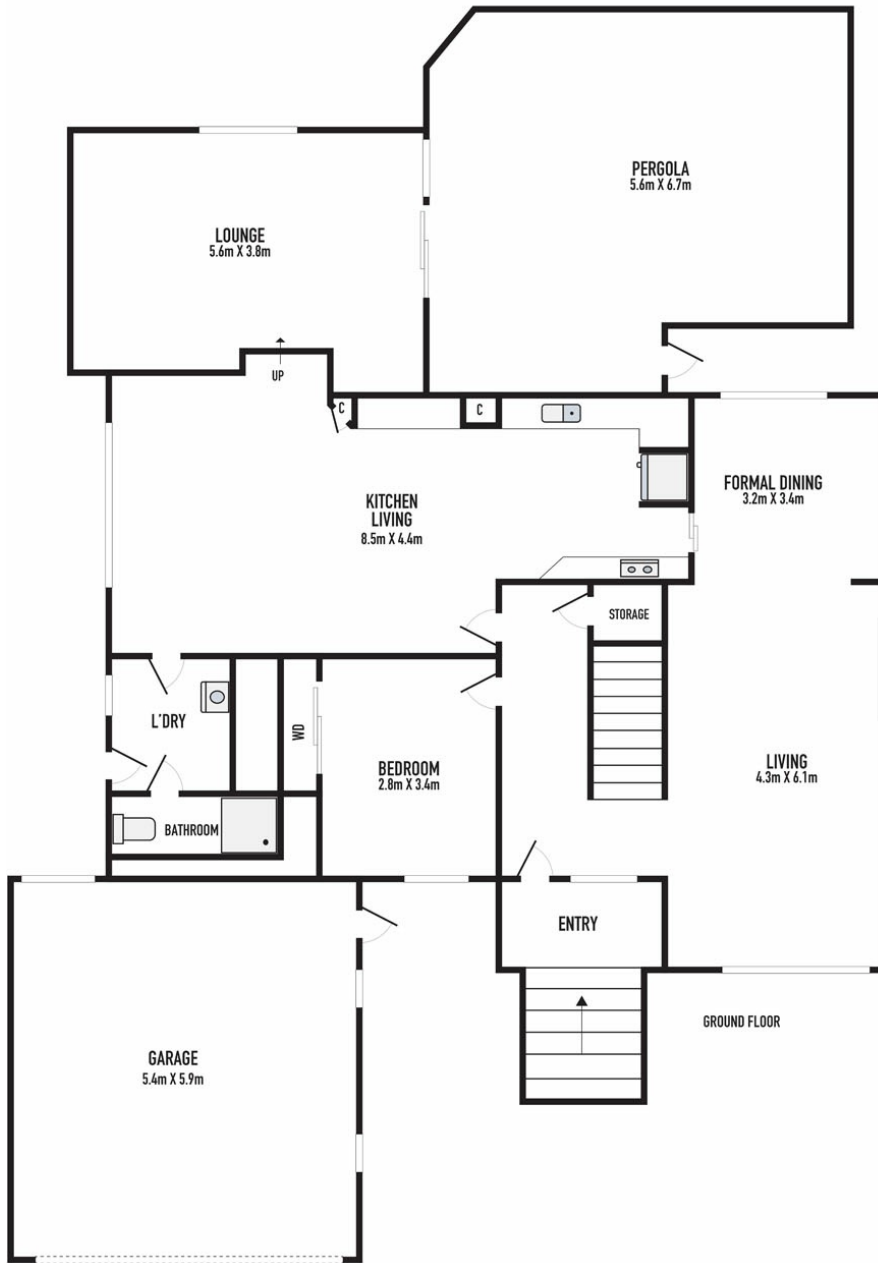 PERGOLA
5.6m X 6.7m
LOUNGE
5.6m X 3.8m
UP
C
C
FORMAL DINING
3.2m X 3.4m
KITCHEN
LIVING
8.5m X 4.4m
STORAGE
L'DRY
WD
BEDROOM
2.8m X 3.4m
LIVING
4.3m X 6.1m
BATHROOM
ENTRY
GROUND FLOOR
GARAGE
5.4m X 5.9m